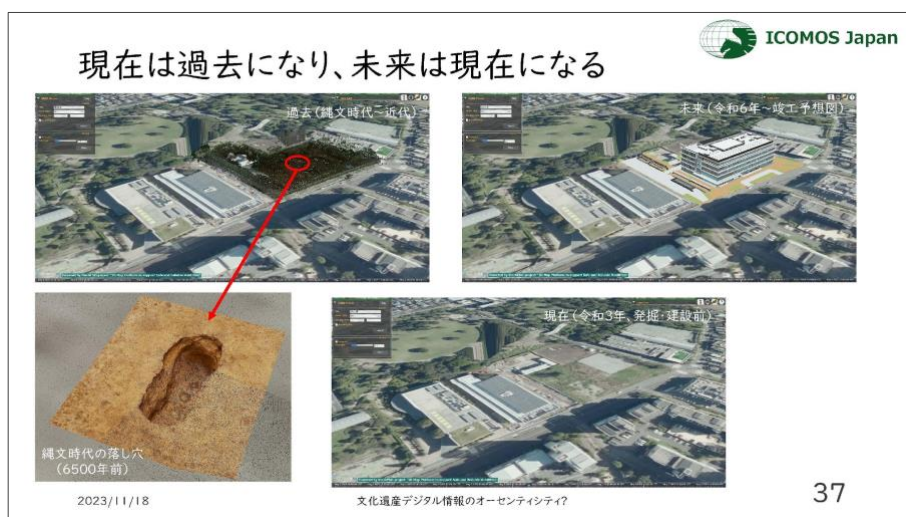 ICOMOS Japan
現在は過去になり、未来は現在になる
過去(縄文時代~近代)
未来(令和6年~竣工予想図)
縄文時代の落し穴
(6500年前)
現在(令和3年、発掘・建設前)
2023/11/18
文化遺産デジタル情報のオーセンティシティ?
37